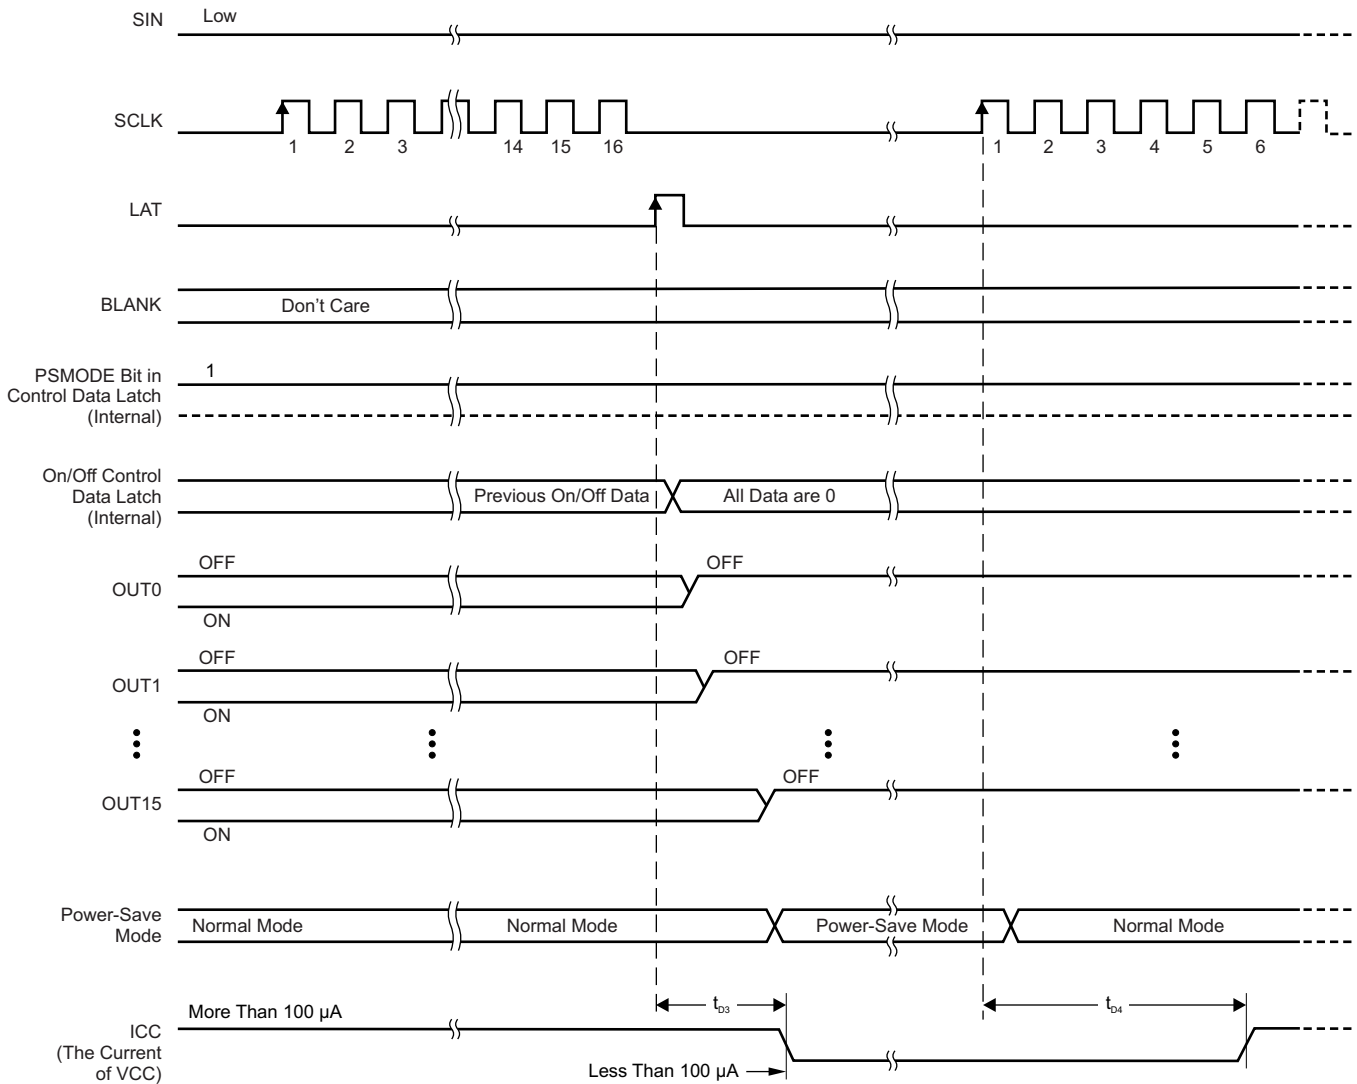 SIN
Low
SCLK
1 2 3 14 15 16 1 2 3 4 5 6
LAT
BLANK
Don’t Care
PSMODE Bit in
Control Data Latch
(Internal)
1
On/Off Control
Data Latch
(Internal)
Previous On/Off Data
All Data are 0
OUT0
OFF
ON
OFF
OUT1
OFF
ON
OFF
OUT15
OFF
ON
OFF
Power-Save
Mode
Normal Mode
Normal Mode
Power-Save Mode
Normal Mode
tD3
tD4
ICC
(The Current
of VCC)
More Than 100 µA
Less Than 100 µA